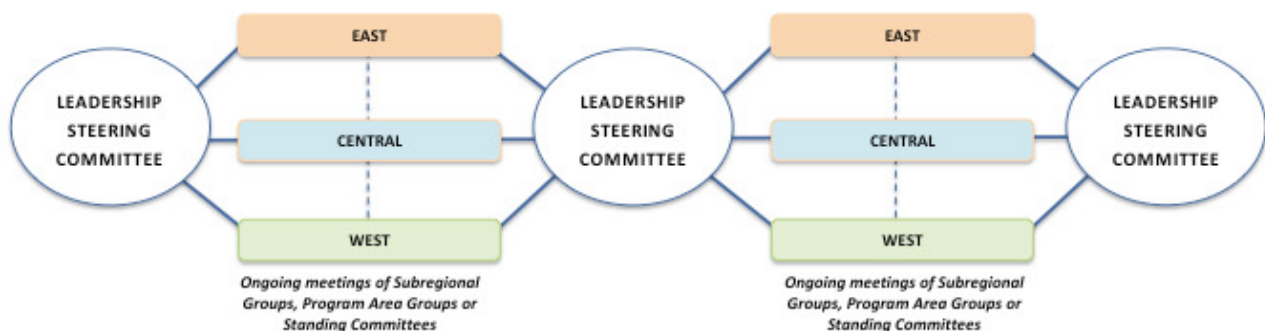 LEADERSHIP
STEERING
COMMITTEE
EAST
CENTRAL
WEST
Ongoing meetings of Subregional
Groups, Program Area Groups or
Standing Committees
LEADERSHIP
STEERING
COMMITTEE
EAST
CENTRAL
WEST
Ongoing meetings of Subregional
Groups, Program Area Groups or
Standing Committees
LEADERSHIP
STEERING
COMMITTEE